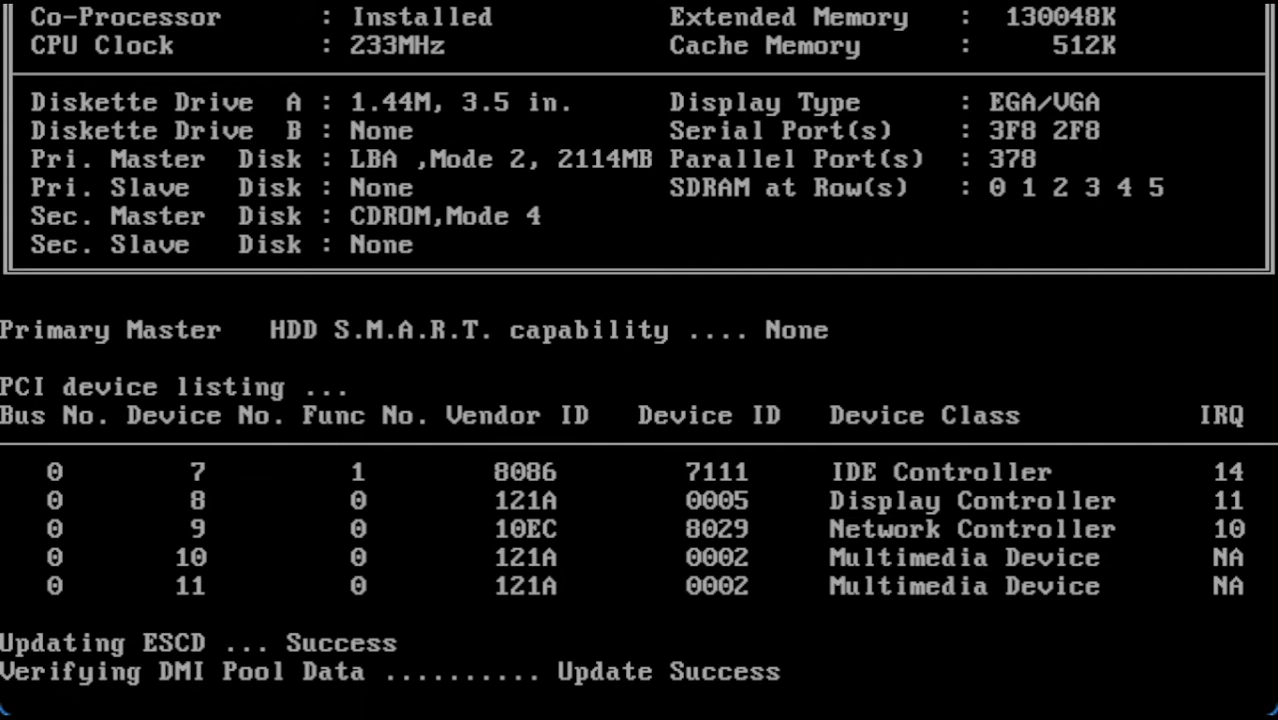 Co-Processor : Installed Extended Memory : 130048K
CPU Clock : 233MHz Cache Memory : 512K
Diskette Drive A : 1.44M, 3.5 in. Display Type : EGA/VGA
Diskette Drive B : None Serial Port(s) : 3F8 2F8
Pri. Master Disk : LBA ,Mode 2, 2114MB Parallel Port(s) : 378
Pri. Slave Disk : None SDRAM at Row(s) : 0 1 2 3 4 5
Sec. Master Disk : CDROM,Mode 4
Sec. Slave Disk : None
Primary Master HDD S.M.A.R.T. capability .... None
PCI device listing ...
Bus No. Device No. Func No. Vendor ID Device ID Device Class IRQ
0 7 1 8086 7111 IDE Controller 14
0 8 0 121A 0005 Display Controller 11
0 9 0 10EC 8029 Network Controller 10
0 10 0 121A 0002 Multimedia Device NA
0 11 0 121A 0002 Multimedia Device NA
Updating ESCD ... Success
Verifying DMI Pool Data .......... Update Success